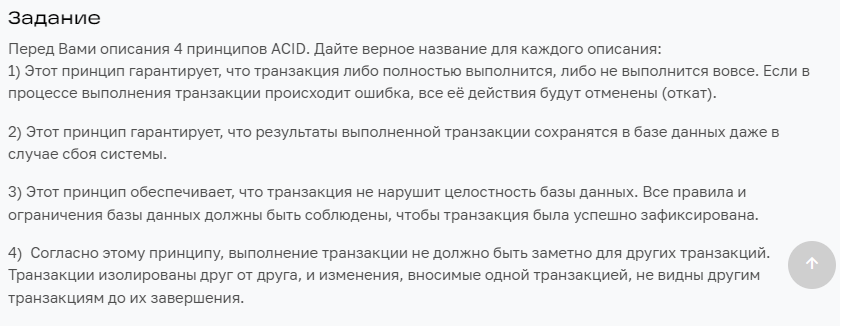 Задание
Перед Вами описания 4 принципов ACID. Дайте верное название для каждого описания:
1) Этот принцип гарантирует, что транзакция либо полностью выполнится, либо не выполнится вовсе. Если в
процессе выполнения транзакции происходит ошибка, все её действия будут отменены (откат).
2) Этот принцип гарантирует, что результаты выполненной транзакции сохранятся в базе данных даже в
случае сбоя системы.
3) Этот принцип обеспечивает, что транзакция не нарушит целостность базы данных. Все правила и
ограничения базы данных должны быть соблюдены, чтобы транзакция была успешно зафиксирована.
4) Согласно этому принципу, выполнение транзакции не должно быть заметно для других транзакций.
Транзакции изолированы друг от друга, и изменения, вносимые одной транзакцией, не видны другим
транзакциям до их завершения.